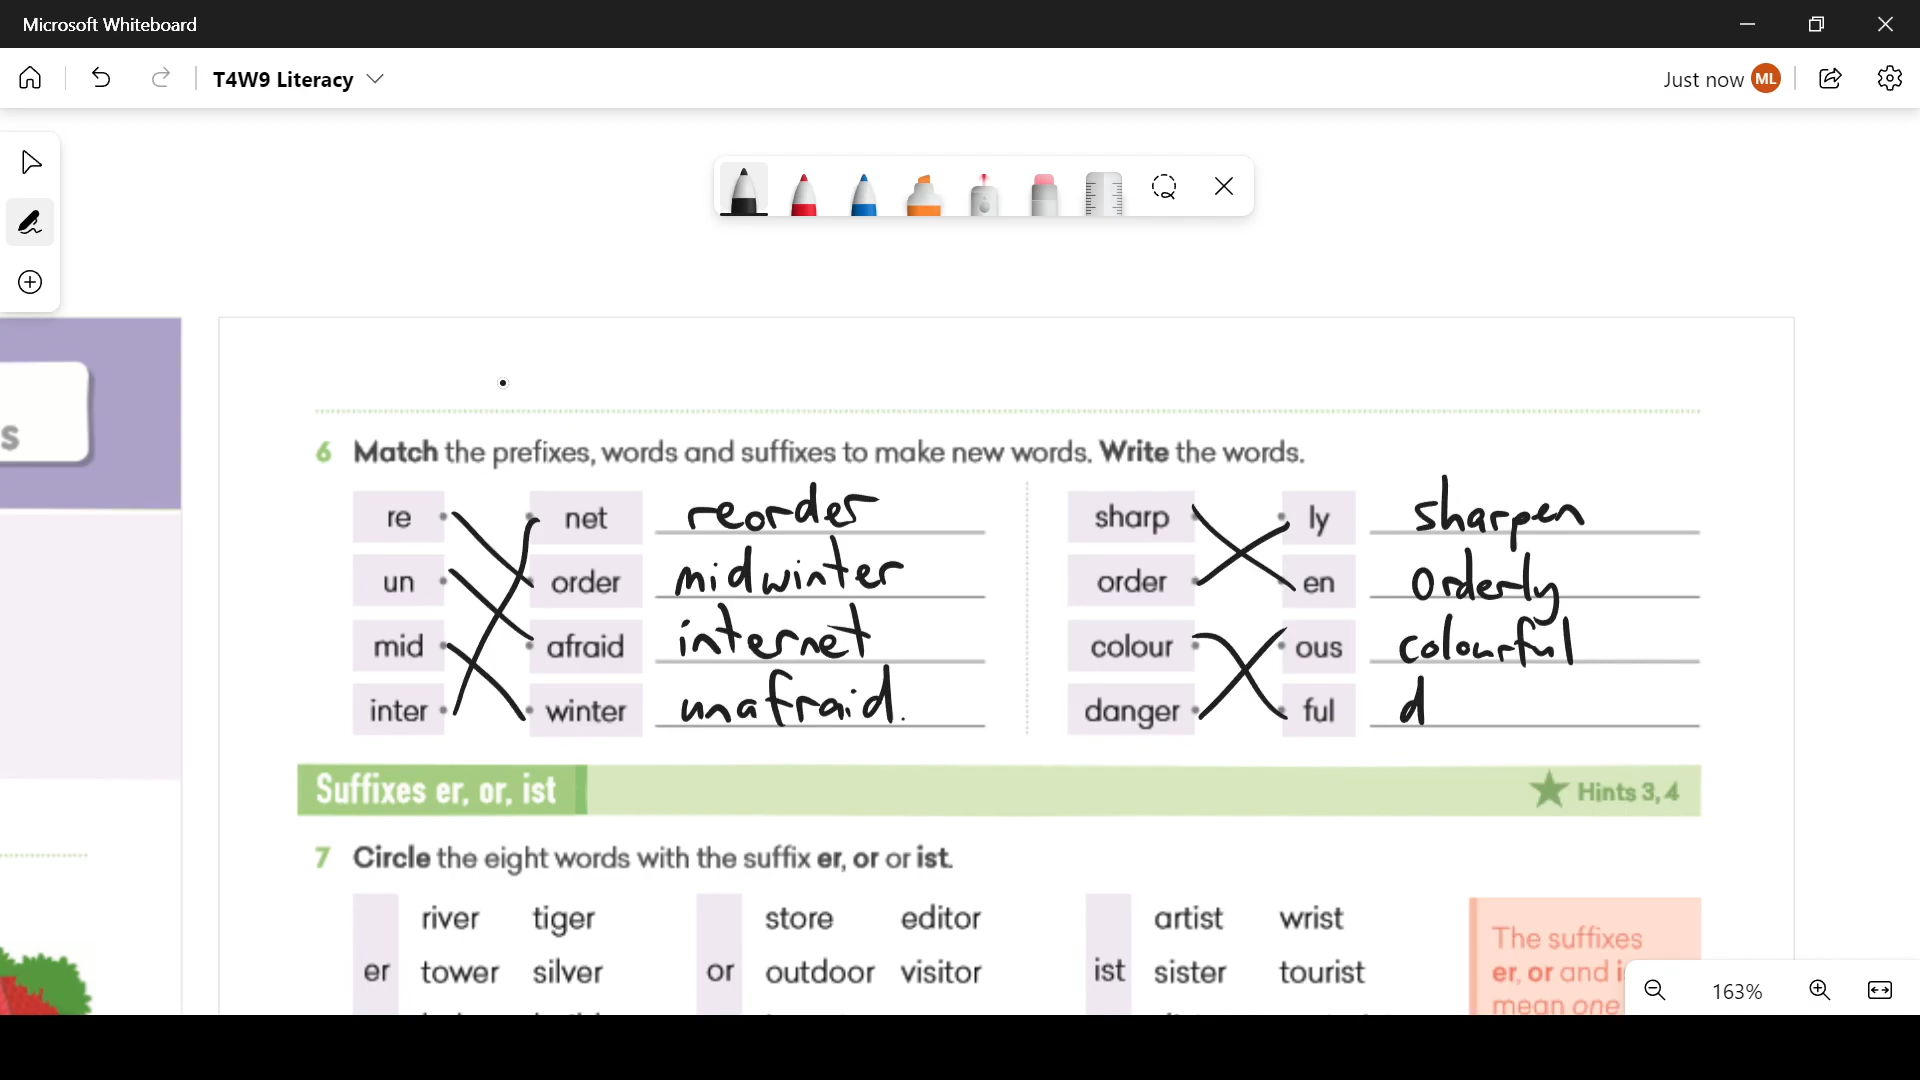 Microsoft Whiteboard
T4W9 Literacy
Just now ML
s
6 Match the prefixes, words and suffixes to make new words. Write the words.
re net reorder sharp ly sharpen
un order midwinter order en orderly
mid afraid internet colour ous colourful
inter winter unafraid. danger ful d
Suffixes er, or, ist Hints 3, 4
7 Circle the eight words with the suffix er, or or ist.
river tiger store editor artist wrist
er tower silver or outdoor visitor ist sister tourist
The suffixes
er, or and
mean one
163%